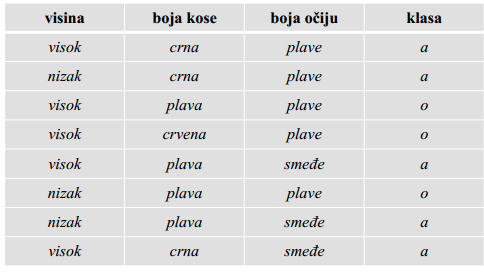 visina boja kose boja očiju klasa
visok crna plave a
nizak crna plave a
visok plava plave o
visok crvena plave o
visok plava smeđe a
nizak plava plave o
nizak plava smeđe a
visok crna smeđe a